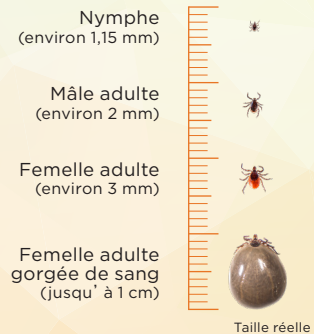 Nymphe
(environ 1,15 mm)
Mâle adulte
(environ 2 mm)
Femelle adulte
(environ 3 mm)
Femelle adulte
gorgée de sang
(jusqu' à 1 cm)
Taille réelle